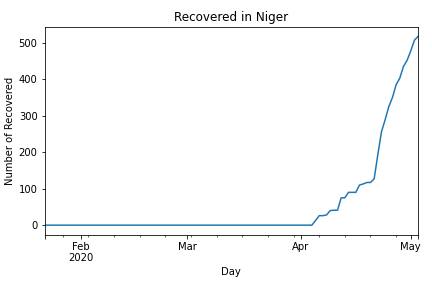 Recovered in Niger
Number of Recovered
500
400
300
200
100
0
Feb
2020
Mar
Apr
May
Day